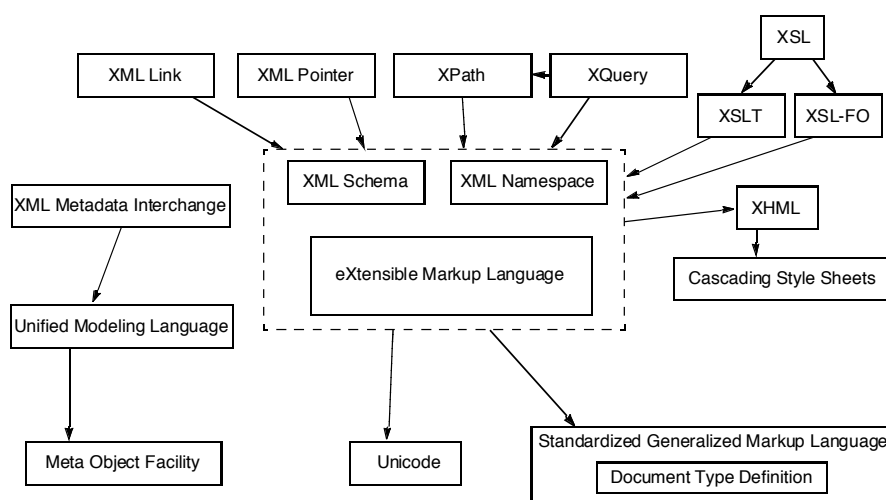 XSL
XML Link
XML Pointer
XPath
XQuery
XSLT
XSL-FO
XML Schema
XML Namespace
XML Metadata Interchange
XHML
eXtensible Markup Language
Cascading Style Sheets
Unified Modeling Language
Standardized Generalized Markup Language
Meta Object Facility
Unicode
Document Type Definition